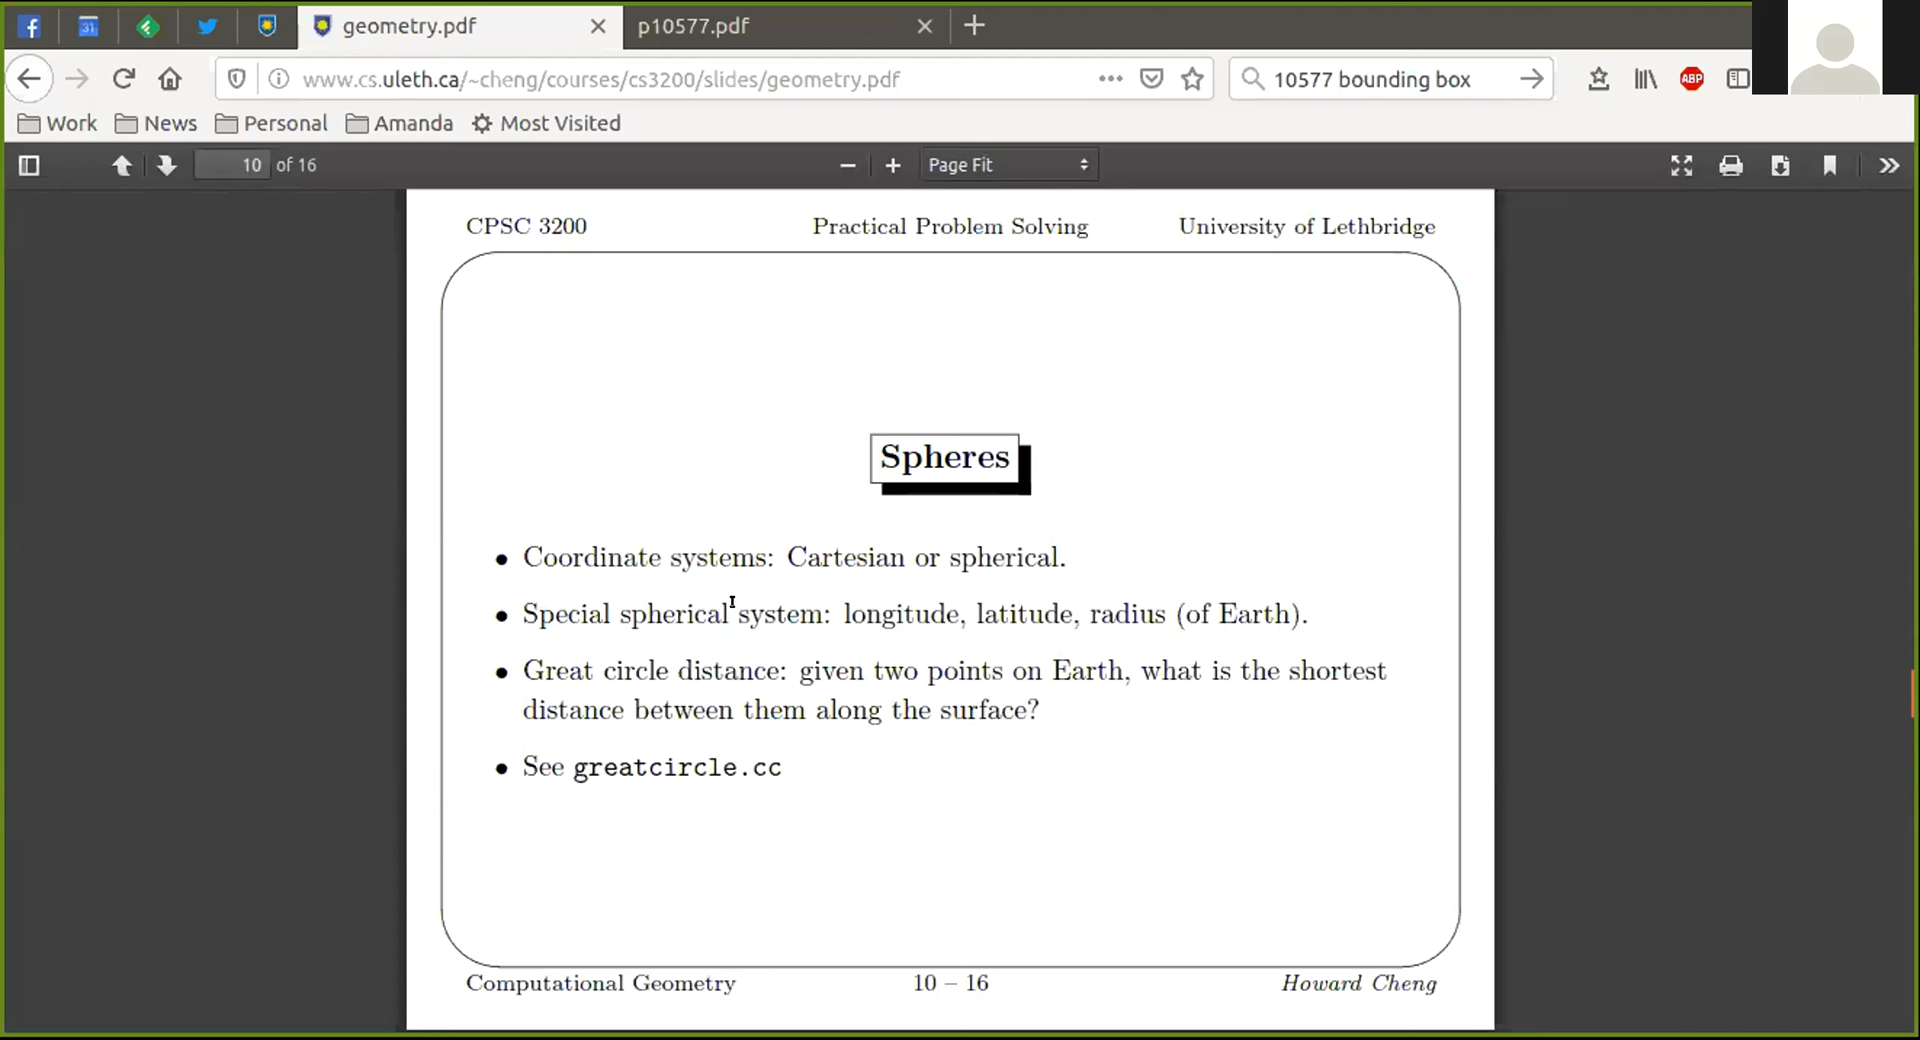 geometry.pdf
p10577.pdf
31
www.cs.uleth.ca/~cheng/courses/cs3200/slides/geometry.pdf
10577 bounding box
ABP
Work
News
Personal
Amanda
Most Visited
10 of 16
Page Fit
CPSC 3200
Practical Problem Solving
University of Lethbridge
Spheres
• Coordinate systems: Cartesian or spherical.
• Special spherical system: longitude, latitude, radius (of Earth).
• Great circle distance: given two points on Earth, what is the shortest
distance between them along the surface?
• See greatcircle.cc
Computational Geometry
10 – 16
Howard Cheng